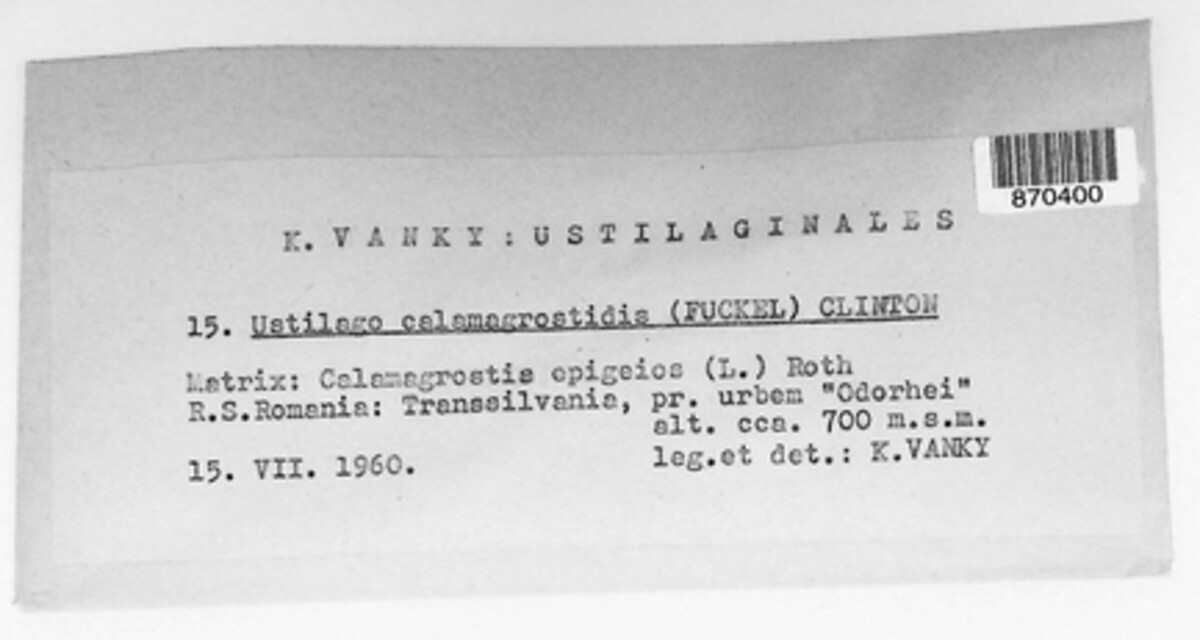 870400
K. VANKY: USTILAGINALES
15. Ustilago calamagrostidis (FUCKEL) CLINTON
Matrix: Calamagrostis epigeios (L.) Roth
R.S.Romania: Transsilvania, pr. urbem "Odorhei"
alt. cca. 700 m.s.m.
15. VII. 1960. leg.et det.: K.VANKY